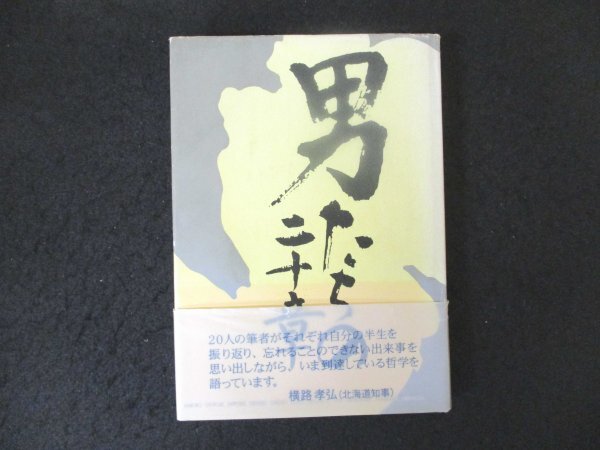 男
たち
二十章
20人の筆者がそれぞれ自分の半生を
振り返り、忘れることのできない出来事を
思い出しながら、いま到達している哲学を
語っています。
横路孝弘(北海道知事)